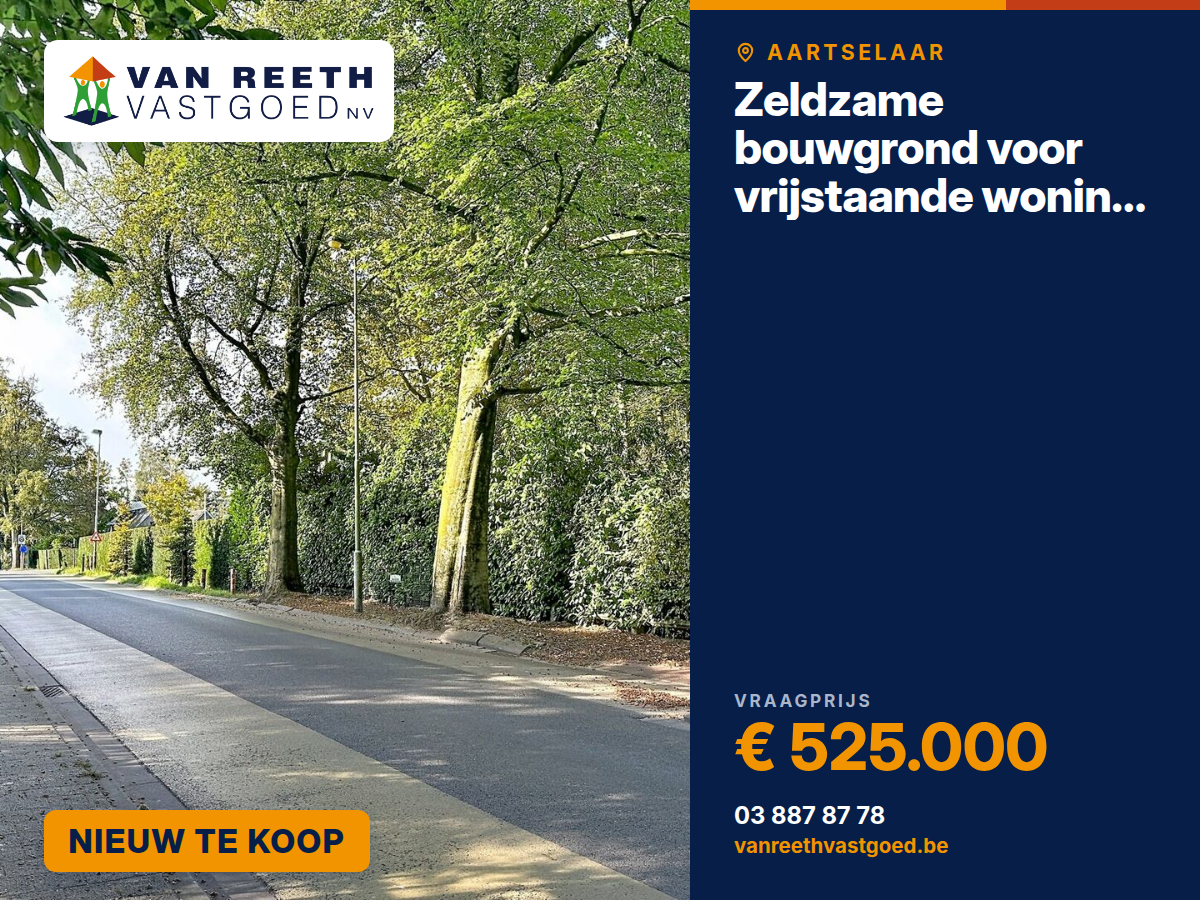 VAN REETH
VASTGOED NV
AARTSELAAR
Zeldzame
bouwgrond voor
vrijstaande wonin...
VRAAGPRIJS
€ 525.000
03 887 87 78
vanreethvastgoed.be
NIEUW TE KOOP